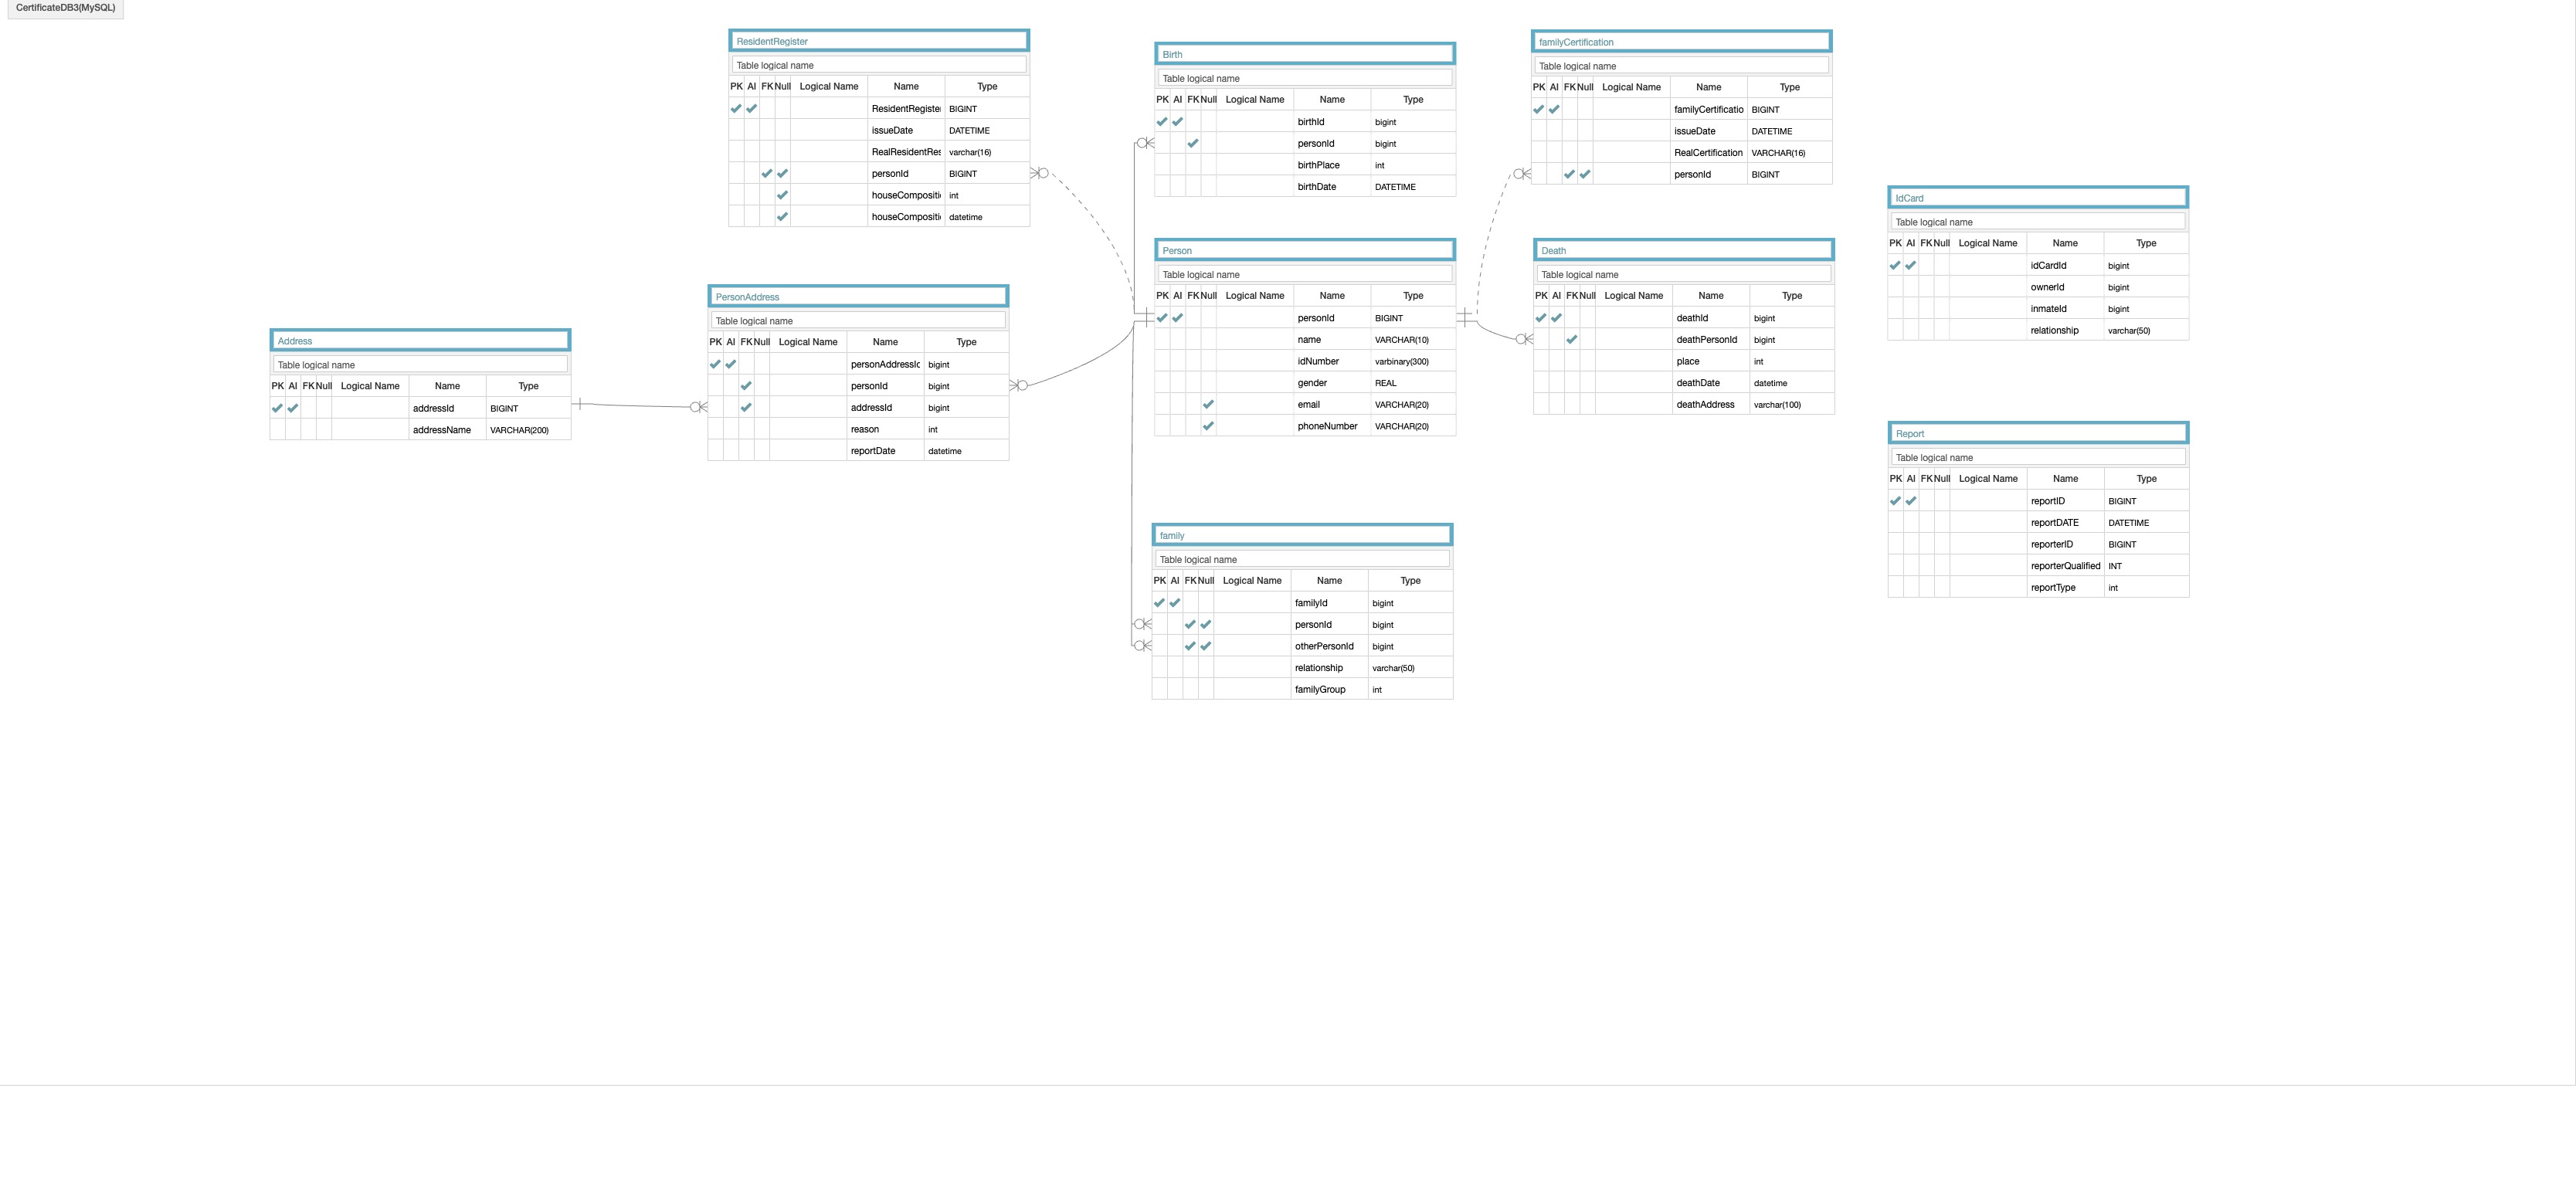 CertificateDB3(MySQL)
ResidentRegister
Table logical name
PK AI FK Null Logical Name Name Type
ResidentRegister BIGINT
issueDate DATETIME
RealResidentRes varchar(16)
personId BIGINT
houseCompositi int
houseCompositi datetime
Birth
Table logical name
PK AI FK Null Logical Name Name Type
birthId bigint
personId bigint
birthPlace int
birthDate DATETIME
familyCertification
Table logical name
PK AI FK Null Logical Name Name Type
familyCertificatio BIGINT
issueDate DATETIME
RealCertification VARCHAR(16)
personId BIGINT
IdCard
Table logical name
PK AI FK Null Logical Name Name Type
idCardId bigint
ownerId bigint
inmateId bigint
relationship varchar(50)
Person
Table logical name
PK AI FK Null Logical Name Name Type
personId BIGINT
name VARCHAR(10)
idNumber varbinary(300)
gender REAL
email VARCHAR(20)
phoneNumber VARCHAR(20)
Death
Table logical name
PK AI FK Null Logical Name Name Type
deathId bigint
deathPersonId bigint
place int
deathDate datetime
deathAddress varchar(100)
PersonAddress
Table logical name
PK AI FK Null Logical Name Name Type
personAddressIc bigint
personId bigint
addressId bigint
reason int
reportDate datetime
Address
Table logical name
PK AI FK Null Logical Name Name Type
addressId BIGINT
addressName VARCHAR(200)
Report
Table logical name
PK AI FK Null Logical Name Name Type
reportID BIGINT
reportDATE DATETIME
reporterID BIGINT
reporterQualified INT
reportType int
family
Table logical name
PK AI FK Null Logical Name Name Type
familyId bigint
personId bigint
otherPersonId bigint
relationship varchar(50)
familyGroup int